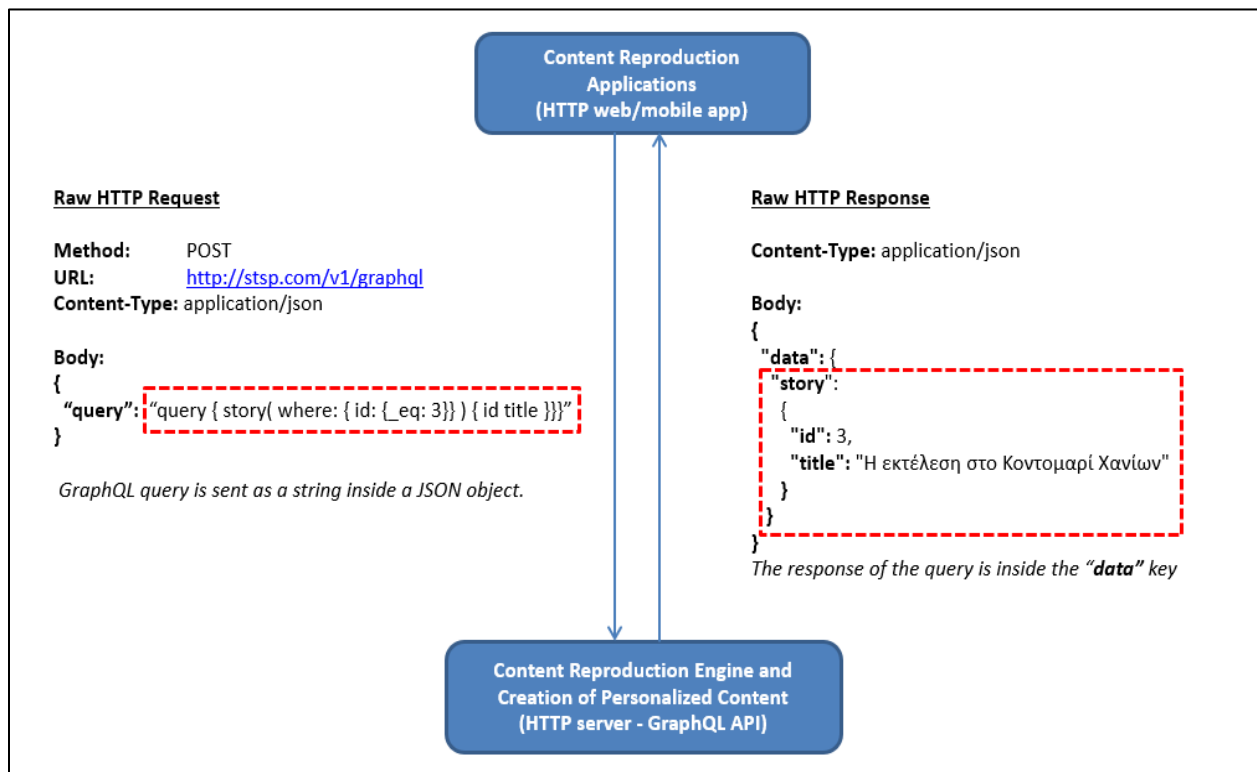 Content Reproduction
Applications
(HTTP web/mobile app)
Raw HTTP Request
Method: POST
URL: http://stsp.com/v1/graphql
Content-Type: application/json
Body:
{
“query”: “query { story( where: { id: {_eq: 3}} ) { id title }}}”
}
GraphQL query is sent as a string inside a JSON object.
Raw HTTP Response
Content-Type: application/json
Body:
{
"data": {
"story":
{
"id": 3,
"title": "Η εκτέλεση στο Κοντομαρί Χανίων"
}
}
}
The response of the query is inside the “data” key
Content Reproduction Engine and
Creation of Personalized Content
(HTTP server - GraphQL API)